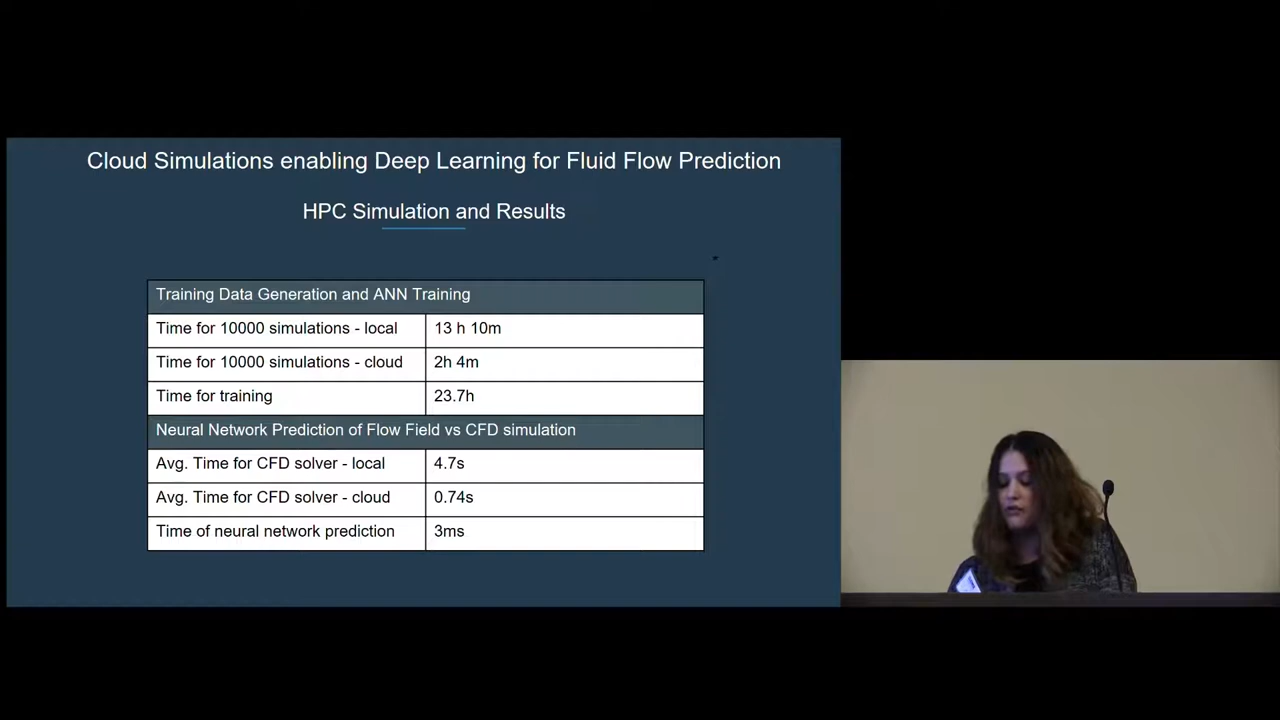 Cloud Simulations enabling Deep Learning for Fluid Flow Prediction
HPC Simulation and Results
Training Data Generation and ANN Training
Time for 10000 simulations - local 13 h 10m
Time for 10000 simulations - cloud 2h 4m
Time for training 23.7h
Neural Network Prediction of Flow Field vs CFD simulation
Avg. Time for CFD solver - local 4.7s
Avg. Time for CFD solver - cloud 0.74s
Time of neural network prediction 3ms